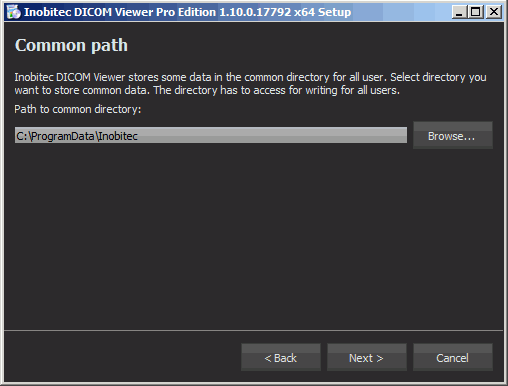 Inobitec DICOM Viewer Pro Edition 1.10.0.17792 x64 Setup
Common path
Inobitec DICOM Viewer stores some data in the common directory for all user. Select directory you
want to store common data. The directory has to access for writing for all users.
Path to common directory:
C:\ProgramData\Inobitec
Browse...
< Back
Next >
Cancel